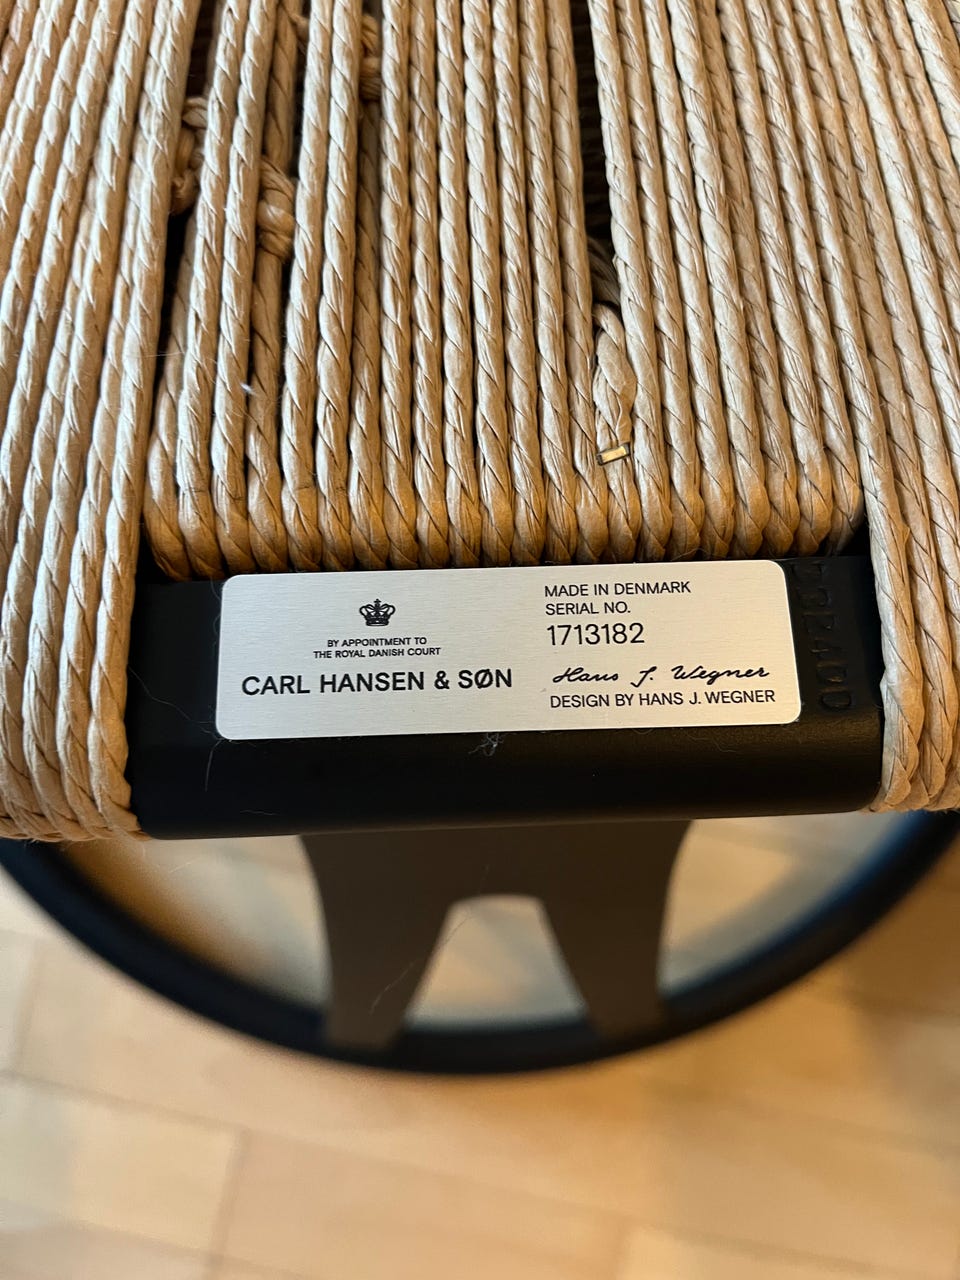 BY APPOINTMENT TO
THE ROYAL DANISH COURT
CARL HANSEN & SØN
MADE IN DENMARK
SERIAL NO.
1713182
Hans J. Wegner
DESIGN BY HANS J. WEGNER